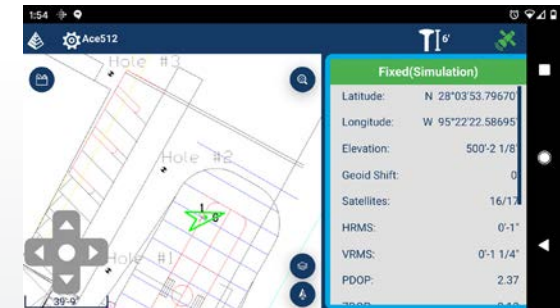 1:54
Ace512
6'
Hole #3
Hole #2
1
6'
Hole #1
39'-9"
Fixed(Simulation)
Latitude: N 28°03'53.79670"
Longitude: W 95°22'22.58695"
Elevation: 500'-2 1/8"
Geoid Shift: 0
Satellites: 16/17
HRMS: 0'-1"
VRMS: 0'-1 1/4"
PDOP: 2.37